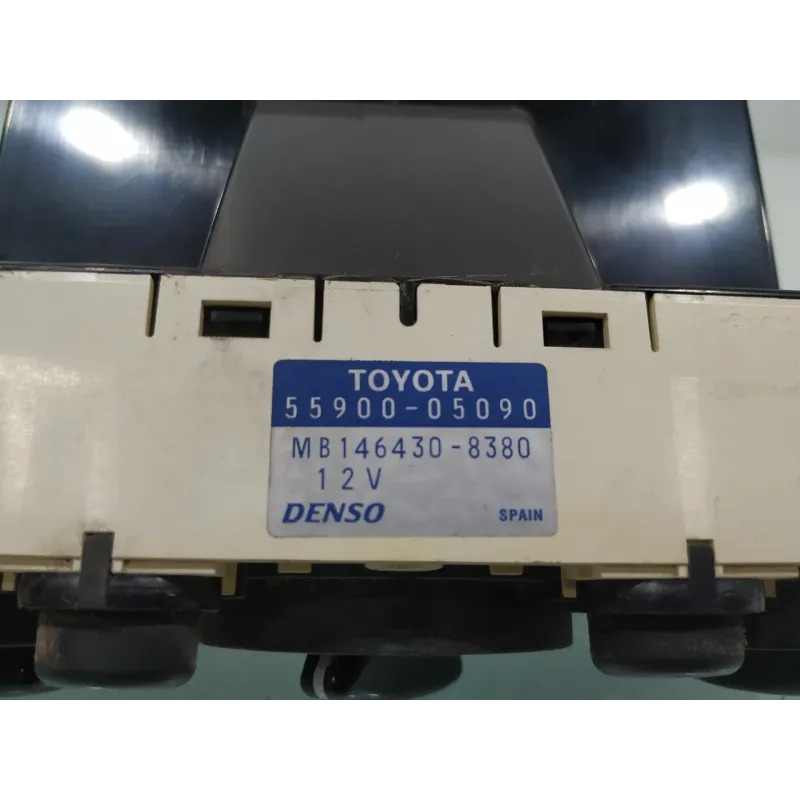 TOYOTA
55900-05090
MB146430-8380
12V
DENSO SPAIN